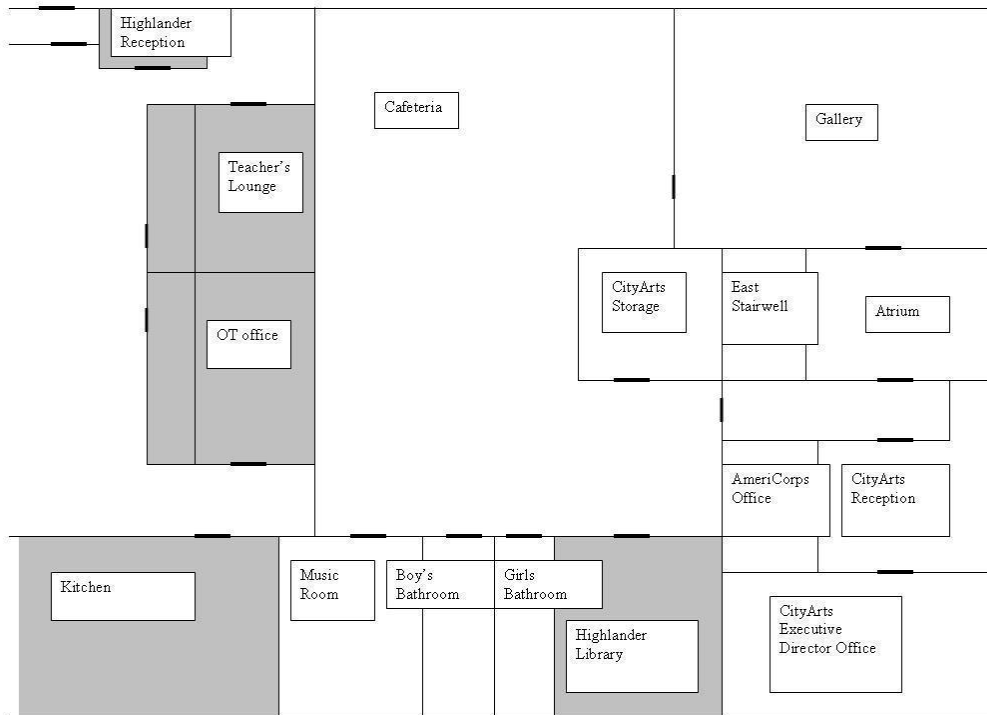 Highlander
Reception
Cafeteria
Gallery
Teacher's
Lounge
CityArts
Storage
East
Stairwell
Atrium
OT office
AmeriCorps
Office
CityArts
Reception
Kitchen
Music
Room
Boy's
Bathroom
Girls
Bathroom
Highlander
Library
CityArts
Executive
Director Office